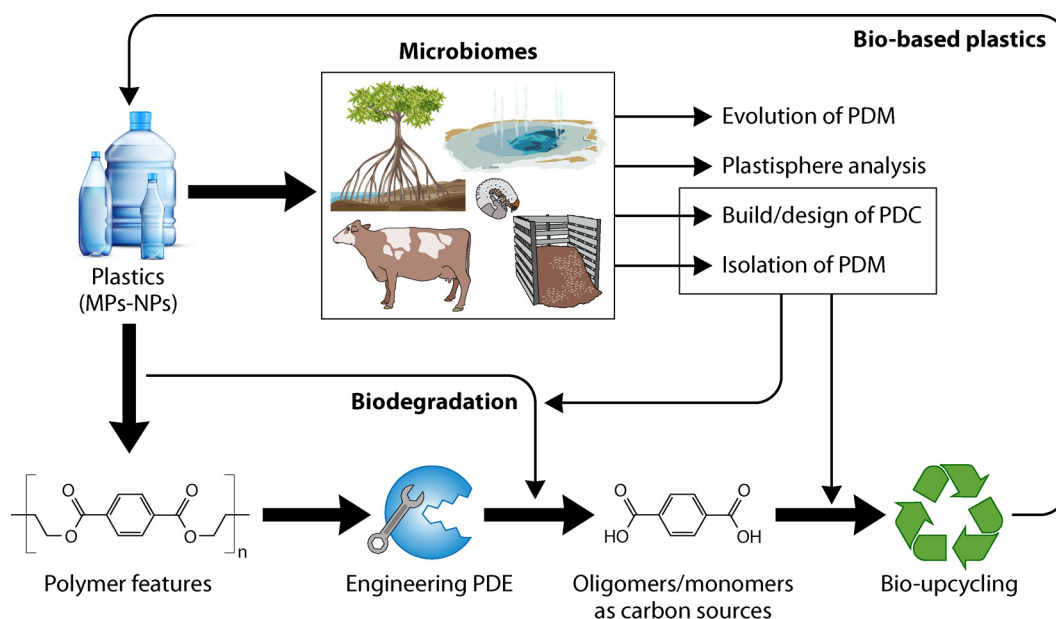 Bio-based plastics
Microbiomes
Evolution of PDM
Plastisphere analysis
Build/design of PDC
Isolation of PDM
Plastics
(MPs-NPs)
Biodegradation
O
O
O
O
n
O
HO
O
OH
Polymer features
Engineering PDE
Oligomers/monomers
as carbon sources
Bio-upcycling